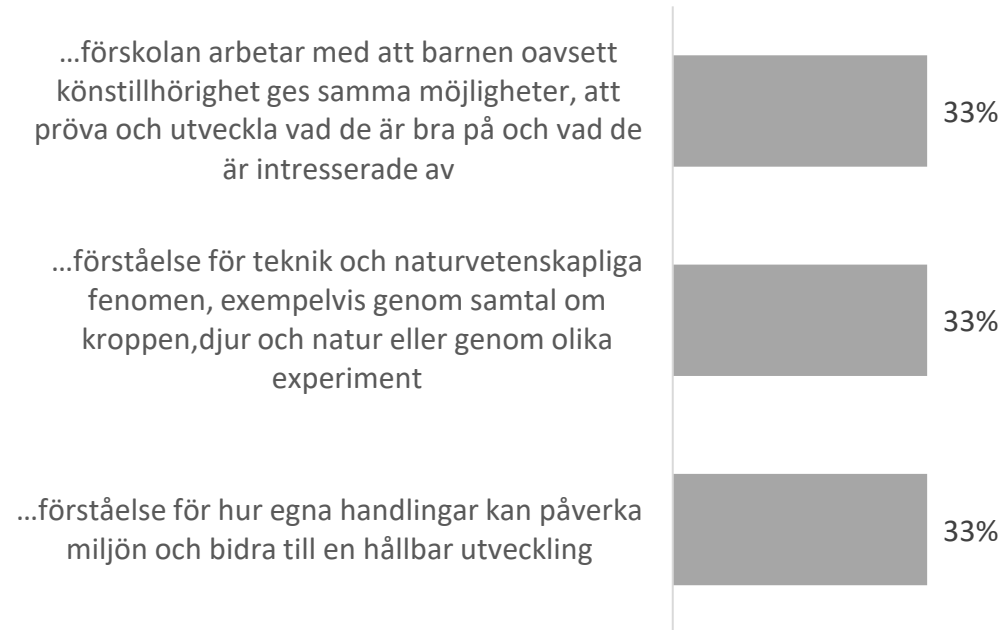 …förskolan arbetar med att barnen oavsett
könstillhörighet ges samma möjligheter, att
pröva och utveckla vad de är bra på och vad de
är intresserade av
33%
…förståelse för teknik och naturvetenskapliga
fenomen, exempelvis genom samtal om
kroppen,djur och natur eller genom olika
experiment
33%
…förståelse för hur egna handlingar kan påverka
miljön och bidra till en hållbar utveckling
33%